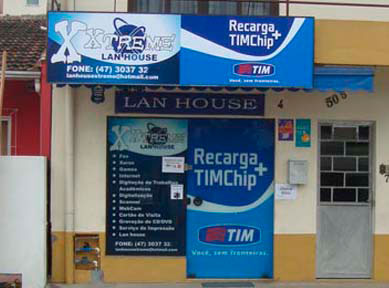 XTREME
LAN HOUSE
FONE: (47) 3037 32
lanhousextreme@hotmail.com
Recarga
TIMChip+
TIM
Você, sem fronteiras.
LAN HOUSE
4
505
XTREME
LAN HOUSE
Fax
Xerox
Games
Internet
Digitação de Trabalhos
Acadêmicos
Digitalização
Scanner
WebCam
Cartão de Visita
Gravação de CD/DVD
Serviço de Impressão
Lan house
FONE: (47) 3037 32
Recarga
TIMChip+
TIM
Você, sem fronteiras.